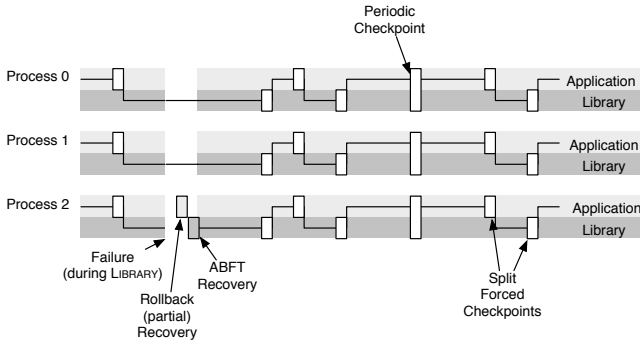 Periodic
Checkpoint
Process 0
Application
Library
Process 1
Application
Library
Process 2
Application
Library
Failure
(during LIBRARY)
ABFT
Recovery
Rollback
(partial)
Recovery
Split
Forced
Checkpoints